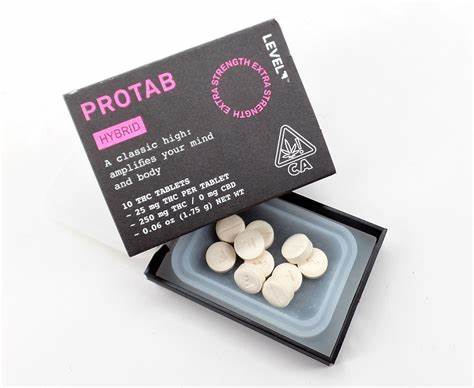 LEVEL
PROTAB
EXTRA STRENGTH EXTRA STRENGTH
HYBRID
A classic high:
amplifies your mind
and body
10 THC TABLETS
- 25 mg THC PER TABLET
- 250 mg THC / 0 mg CBD
- 0.06 oz (1.75 g) NET WT
CA